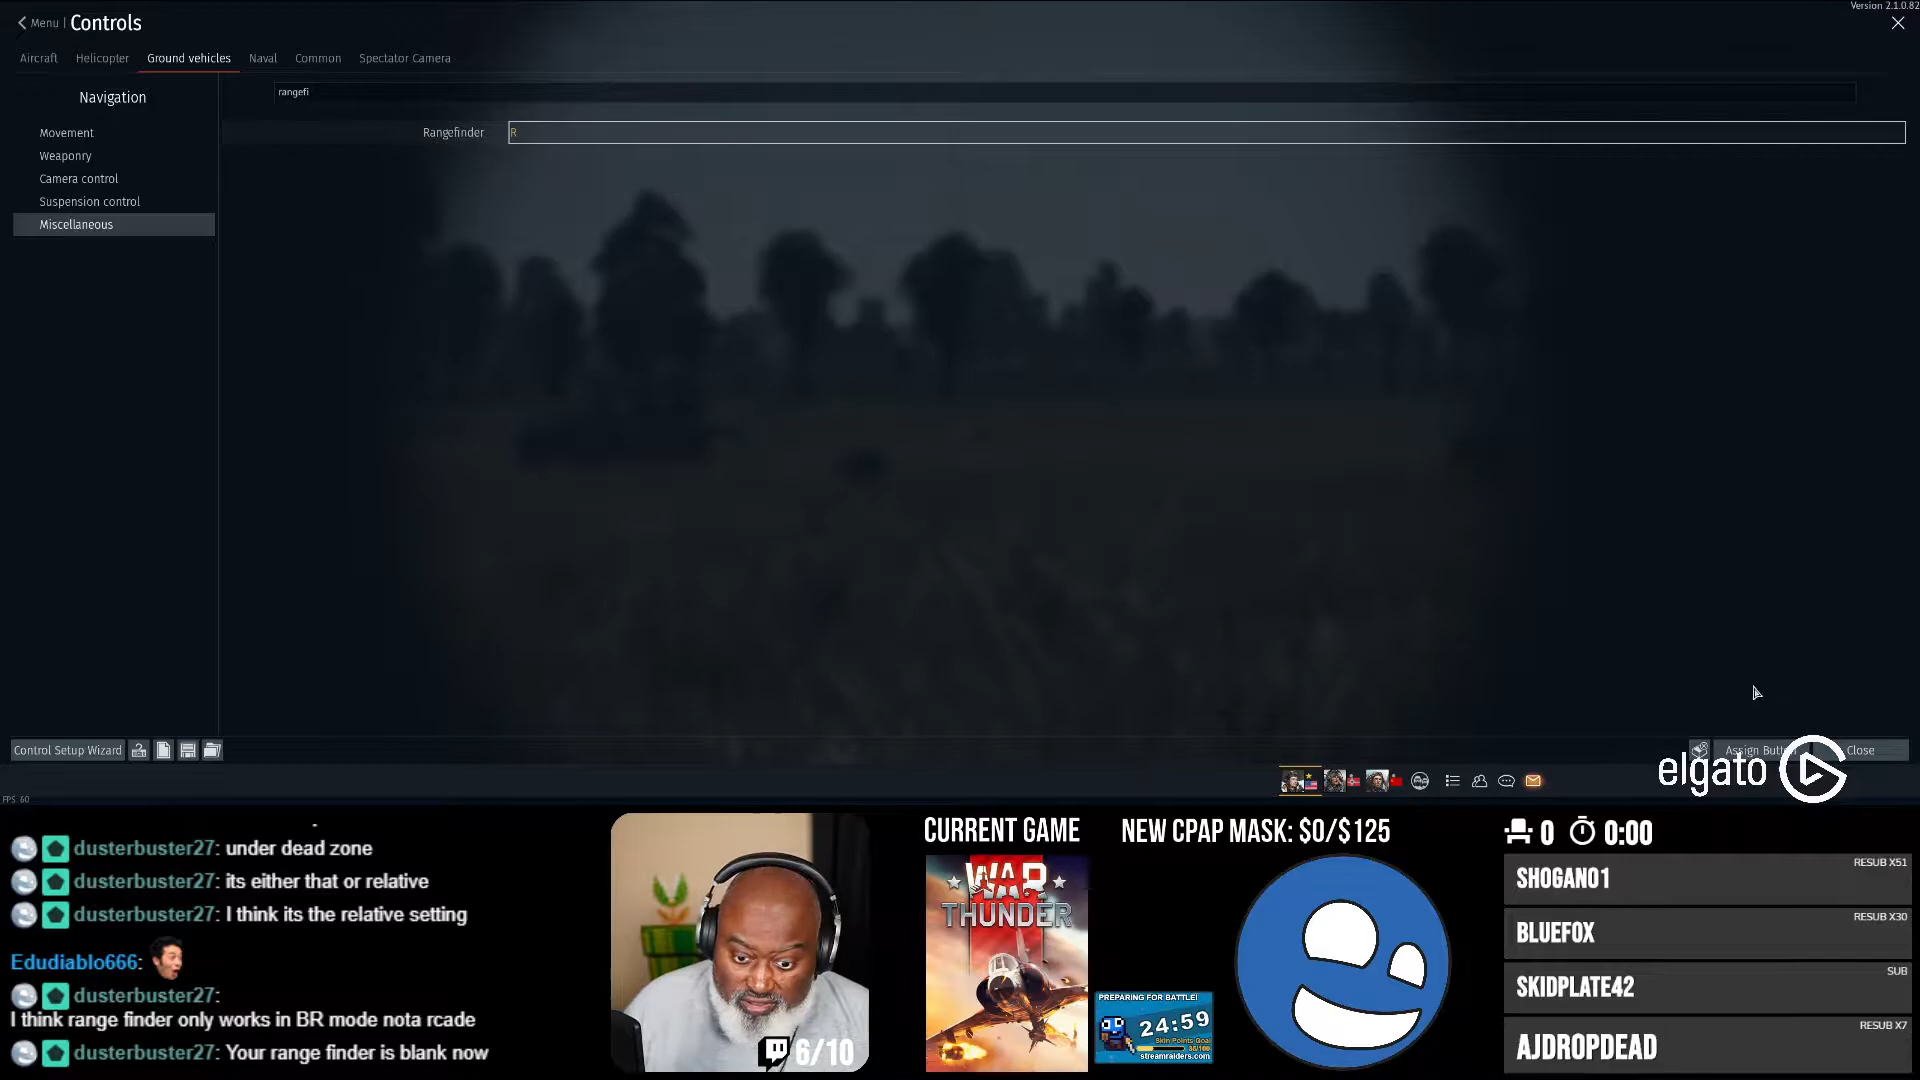 Version 2.1.0.82
Menu | Controls
Aircraft Helicopter Ground vehicles Naval Common Spectator Camera
Navigation
rangefi
Movement
Weaponry
Camera control
Suspension control
Miscellaneous
Rangefinder R
Control Setup Wizard
Close
elgato
FPS: 60
dusterbuster27: under dead zone
dusterbuster27: its either that or relative
dusterbuster27: I think its the relative setting
Edudiablo666:
dusterbuster27:
I think range finder only works in BR mode nota rcade
dusterbuster27: Your range finder is blank now
6/10
CURRENT GAME
WAR
THUNDER
NEW CPAP MASK: $0/$125
PREPARING FOR BATTLE!
24:59
Skin Points Goal
streamraiders.com
0 0:00
RESUB X51
SHOGAN01
RESUB X30
BLUEFOX
SUB
SKIDPLATE42
RESUB X7
AJDROPDEAD